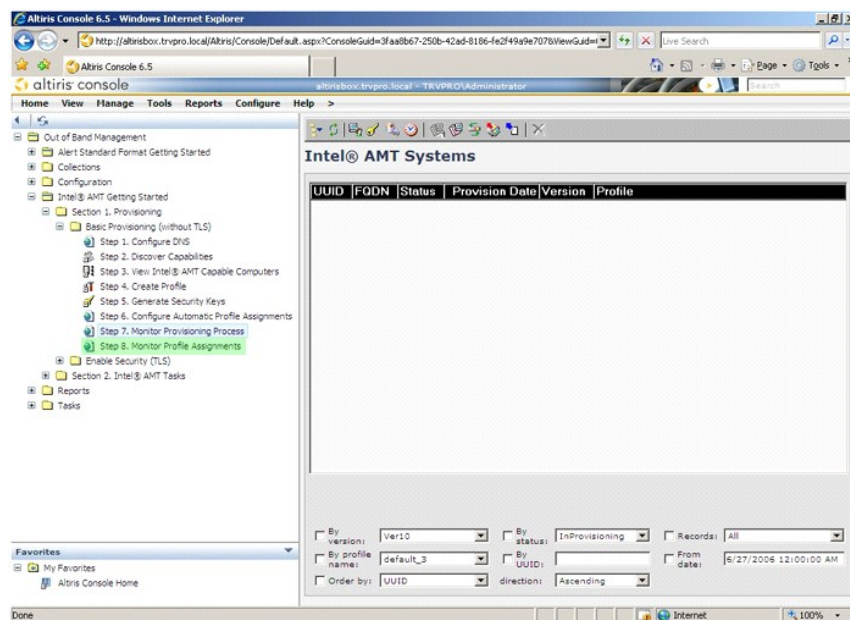 Altiris Console 6.5 - Windows Internet Explorer
http://altirisbox.trvpro.local/Altiris/Console/Default.aspx?ConsoleGuid=3faa8b67-250b-42ad-8186-fe2f49a9e707&ViewGuid=
Live Search
Altiris Console 6.5
Page
Tools
altiris console
altirisbox.trvpro.local - TRVPRO\Administrator
Search
Home View Manage Tools Reports Configure Help >
Out of Band Management
Alert Standard Format Getting Started
Collections
Configuration
Intel® AMT Getting Started
Section 1. Provisioning
Basic Provisioning (without TLS)
Step 1. Configure DNS
Step 2. Discover Capabilities
Step 3. View Intel® AMT Capable Computers
Step 4. Create Profile
Step 5. Generate Security Keys
Step 6. Configure Automatic Profile Assignments
Step 7. Monitor Provisioning Process
Step 8. Monitor Profile Assignments
Enable Security (TLS)
Section 2. Intel® AMT Tasks
Reports
Tasks
Intel® AMT Systems
UUID FQDN Status Provision Date Version Profile
By version: Ver10 By status: InProvisioning Records: All
By profile name: default_3 By UUID: From date: 6/27/2006 12:00:00 AM
Order by: UUID direction: Ascending
Favorites
My Favorites
Altiris Console Home
Done
Internet
100%